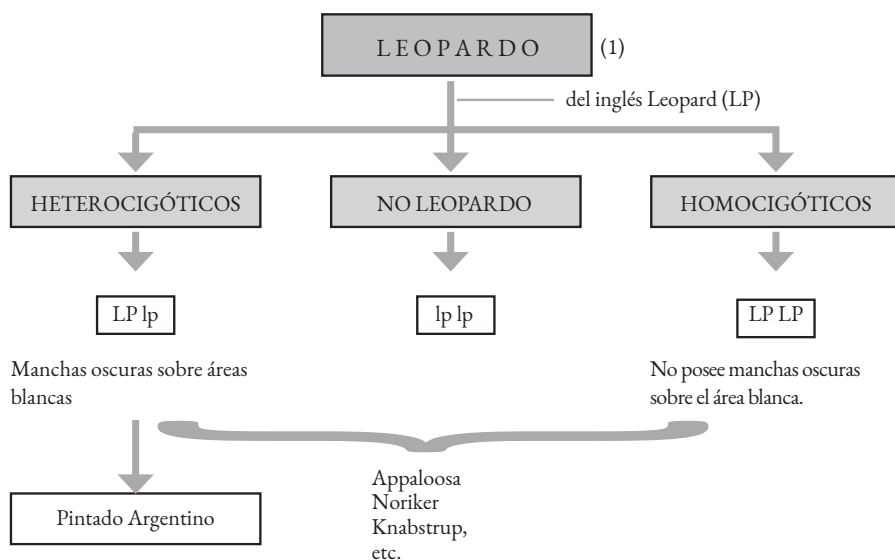 LEOPARDO (1)
del inglés Leopard (LP)
HETEROCIGÓTICOS
NO LEOPARDO
HOMOCIGÓTICOS
LP lp
lp lp
LP LP
Manchas oscuras sobre áreas
blancas
No posee manchas oscuras
sobre el área blanca.
Appaloosa
Noriker
Knabstrup,
etc.
Pintado Argentino